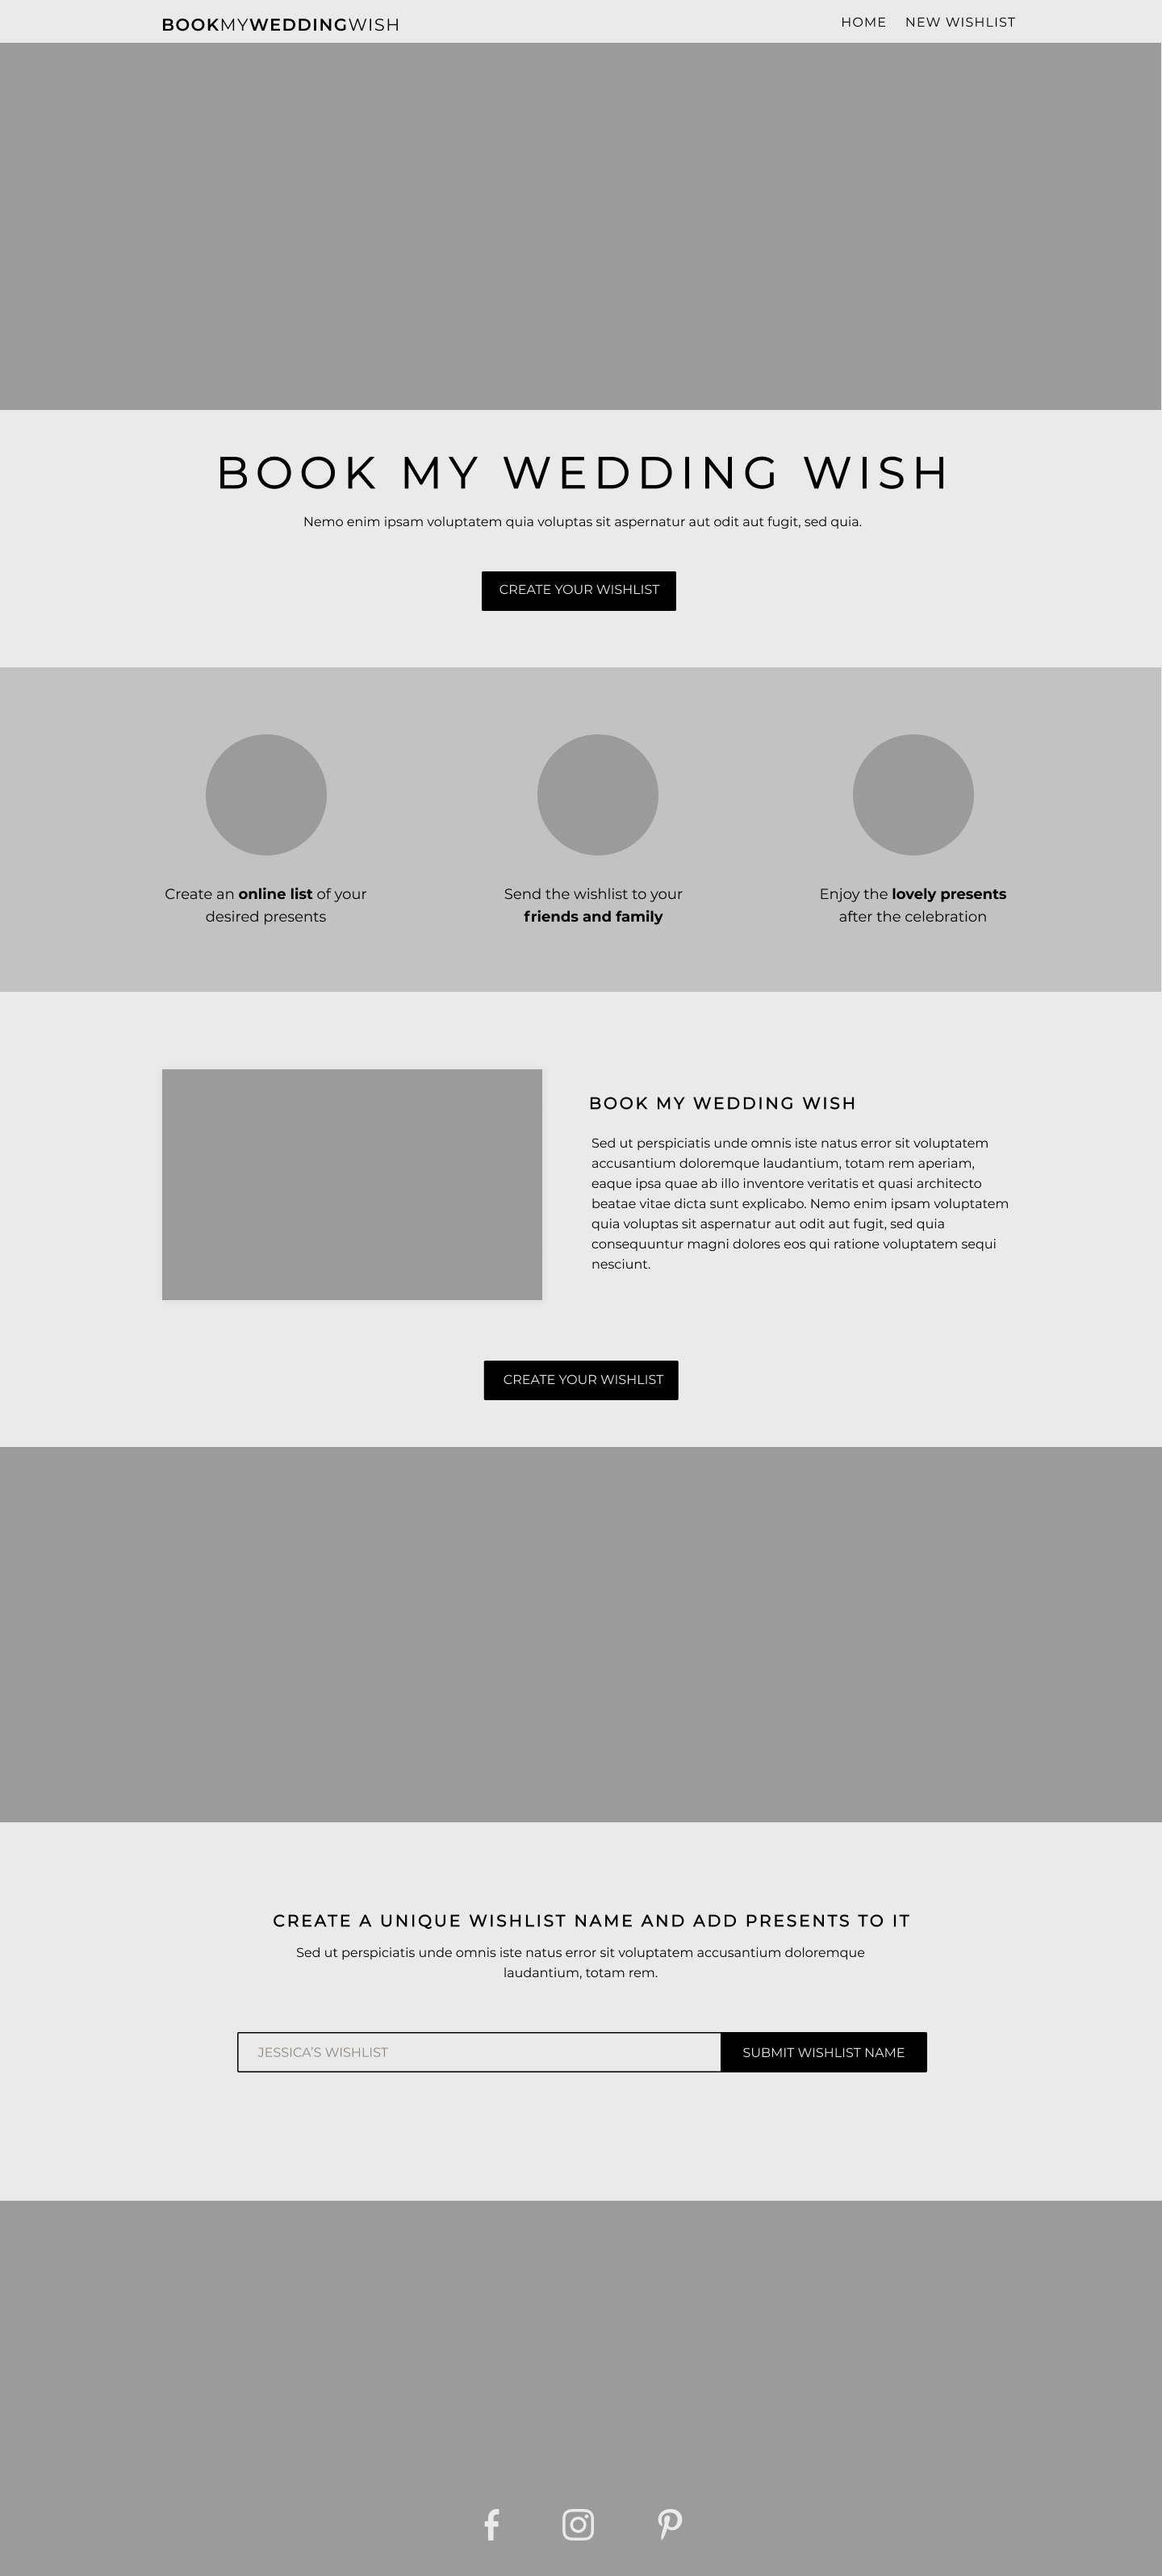 BOOKMYWEDDINGWISH
HOME NEW WISHLIST
BOOK MY WEDDING WISH
Nemo enim ipsam voluptatem quia voluptas sit aspernatur aut odit aut fugit, sed quia.
CREATE YOUR WISHLIST
Create an online list of your
desired presents
Send the wishlist to your
friends and family
Enjoy the lovely presents
after the celebration
BOOK MY WEDDING WISH
Sed ut perspiciatis unde omnis iste natus error sit voluptatem
accusantium doloremque laudantium, totam rem aperiam,
eaque ipsa quae ab illo inventore veritatis et quasi architecto
beatae vitae dicta sunt explicabo. Nemo enim ipsam voluptatem
quia voluptas sit aspernatur aut odit aut fugit, sed quia
consequuntur magni dolores eos qui ratione voluptatem sequi
nesciunt.
CREATE YOUR WISHLIST
CREATE A UNIQUE WISHLIST NAME AND ADD PRESENTS TO IT
Sed ut perspiciatis unde omnis iste natus error sit voluptatem accusantium doloremque
laudantium, totam rem.
JESSICA’S WISHLIST
SUBMIT WISHLIST NAME